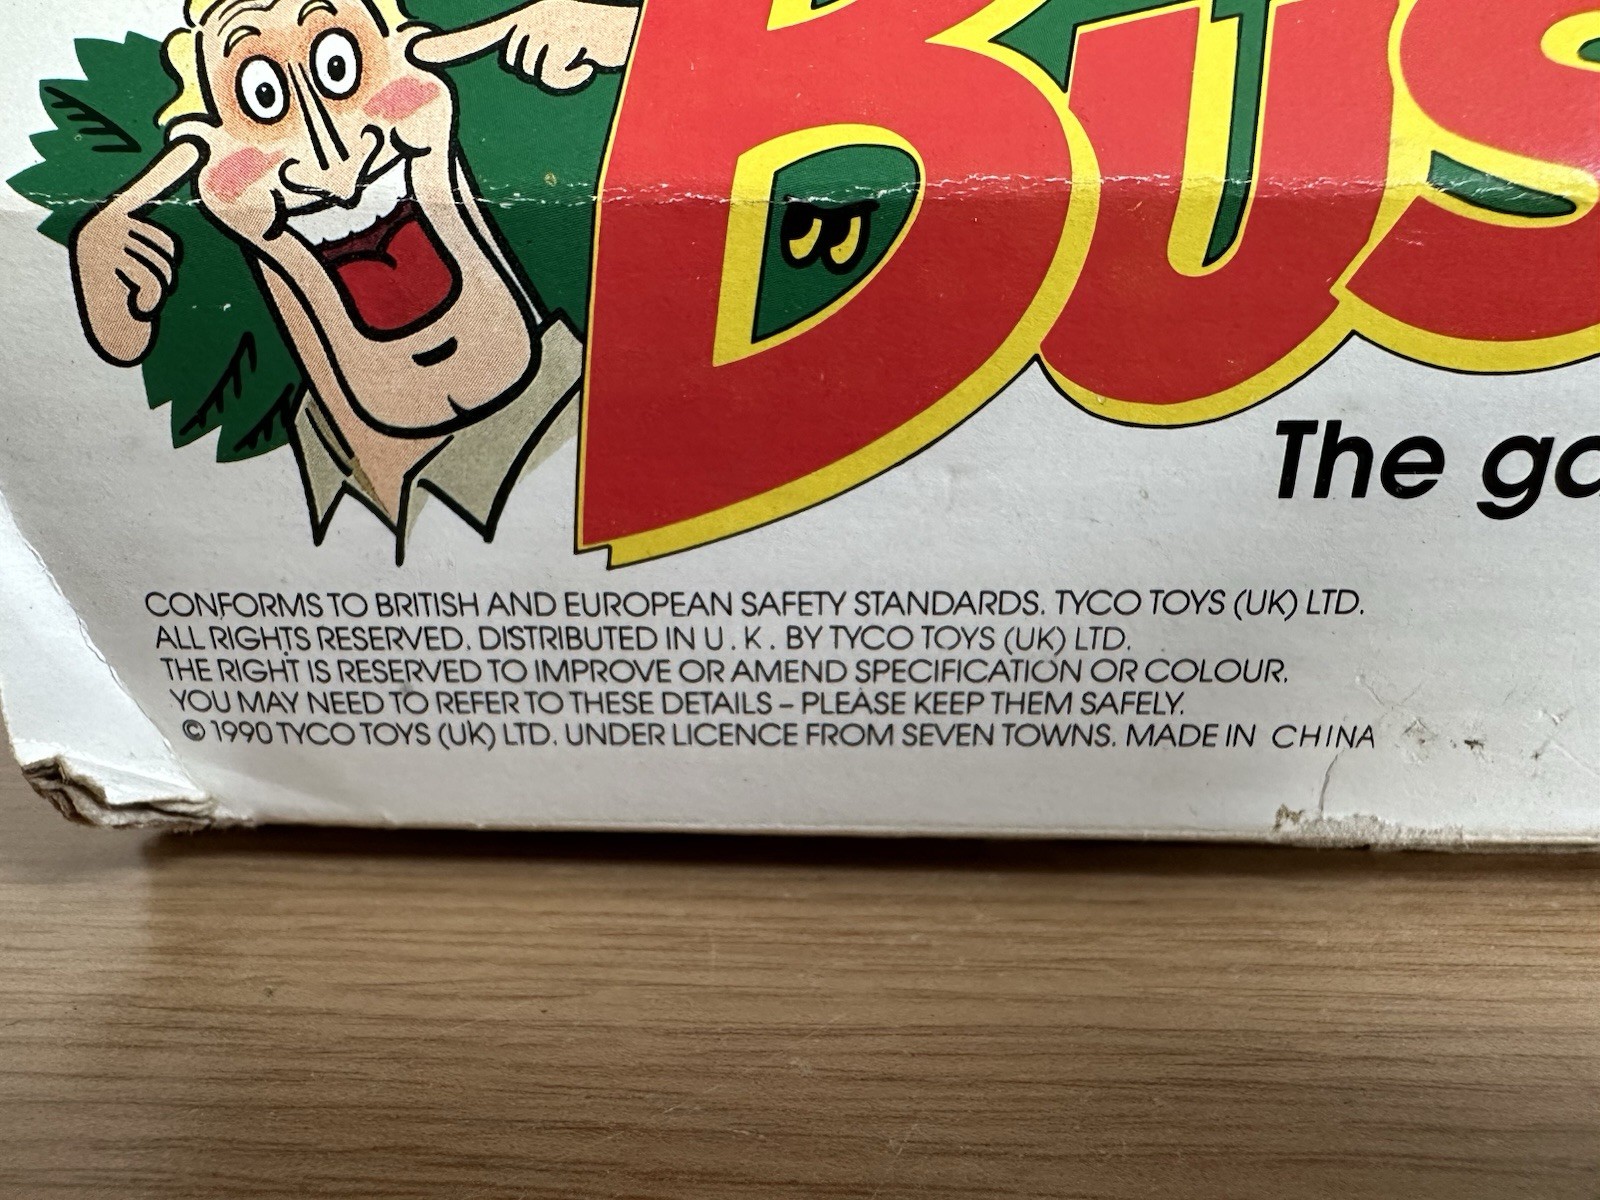 Bus
The ga
CONFORMS TO BRITISH AND EUROPEAN SAFETY STANDARDS. TYCO TOYS (UK) LTD.
ALL RIGHTS RESERVED. DISTRIBUTED IN U.K. BY TYCO TOYS (UK) LTD.
THE RIGHT IS RESERVED TO IMPROVE OR AMEND SPECIFICATION OR COLOUR.
YOU MAY NEED TO REFER TO THESE DETAILS – PLEASE KEEP THEM SAFELY.
© 1990 TYCO TOYS (UK) LTD. UNDER LICENCE FROM SEVEN TOWNS. MADE IN CHINA